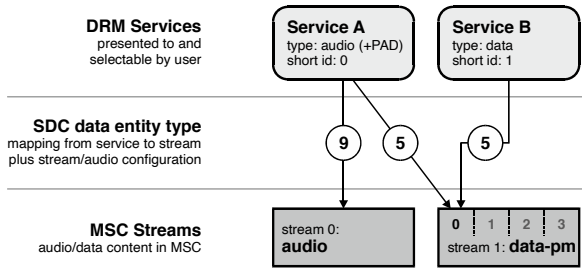 DRM Services
presented to and
selectable by user
Service A
type: audio (+PAD)
short id: 0
Service B
type: data
short id: 1
SDC data entity type
mapping from service to stream
plus stream/audio configuration
9
5
5
MSC Streams
audio/data content in MSC
stream 0:
audio
0 1 2 3
stream 1: data-pm